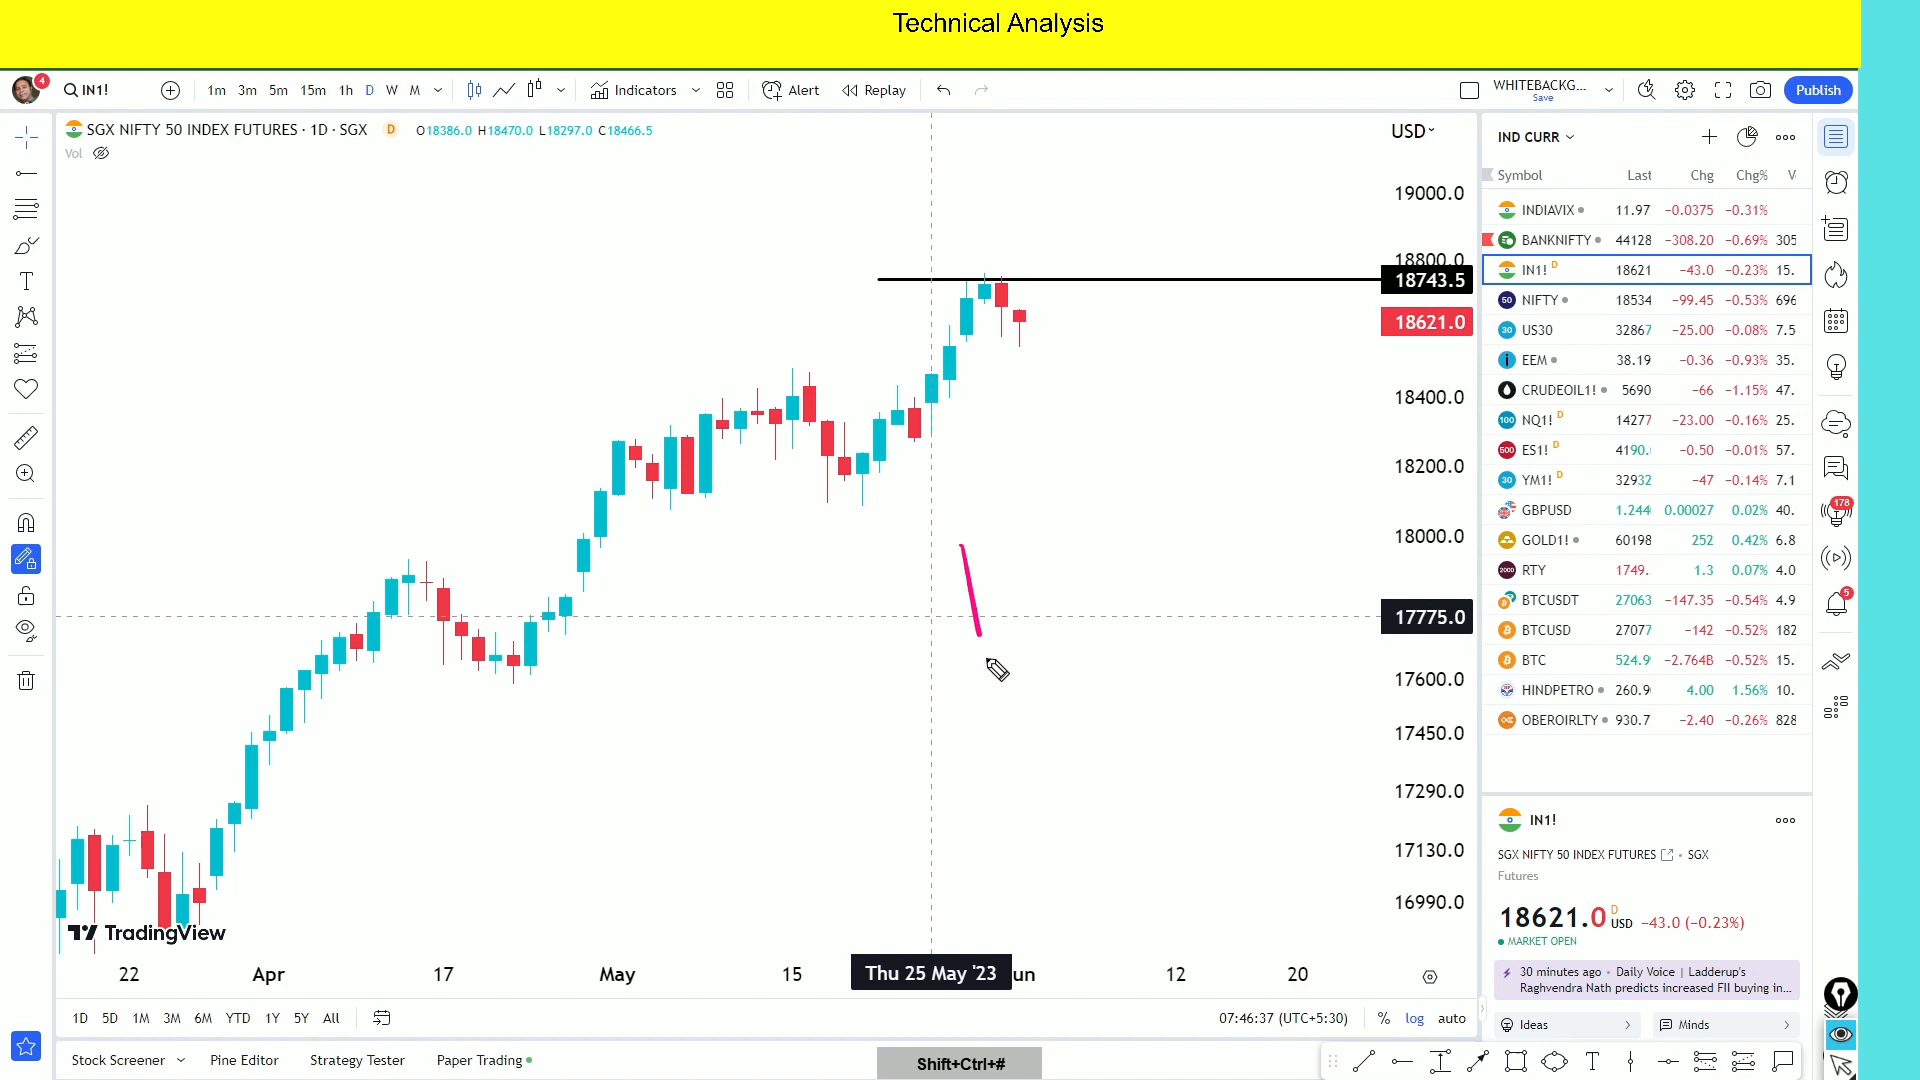 Technical Analysis
4 IN1! 1m 3m 5m 15m 1h D W M Indicators Alert Replay WHITEBACKG... Save Publish
SGX NIFTY 50 INDEX FUTURES · 1D · SGX D O18386.0 H18470.0 L18297.0 C18466.5
Vol
USD
19000.0
18800.0
18743.5
18621.0
18400.0
18200.0
18000.0
17775.0
17600.0
17450.0
17290.0
17130.0
16990.0
TradingView
22 Apr 17 May 15 Thu 25 May '23 un 12 20
1D 5D 1M 3M 6M YTD 1Y 5Y All 07:46:37 (UTC+5:30) % log auto
Stock Screener Pine Editor Strategy Tester Paper Trading
Shift+Ctrl+#
IND CURR
Symbol Last Chg Chg% V
INDIAVIX 11.97 −0.0375 −0.31%
BANKNIFTY 44128 −308.20 −0.69% 305
IN1! D 18621 −43.0 −0.23% 15.
50 NIFTY 18534 −99.45 −0.53% 696
30 US30 32867 −25.00 −0.08% 7.5
EEM 38.19 −0.36 −0.93% 35.
CRUDEOIL1! 5690 −66 −1.15% 47.
100 NQ1! D 14277 −23.00 −0.16% 25.
500 ES1! D 4190. −0.50 −0.01% 57.
30 YM1! D 32932 −47 −0.14% 7.1
GBPUSD 1.244 0.00027 0.02% 40.
GOLD1! 60198 252 0.42% 6.8
2000 RTY 1749. 1.3 0.07% 4.0
BTCUSDT 27063 −147.35 −0.54% 4.9
BTCUSD 27077 −142 −0.52% 182
BTC 524.9 −2.764B −0.52% 15.
HINDPETRO 260.9 4.00 1.56% 10.
OBEROIRLTY 930.7 −2.40 −0.26% 828
IN1!
SGX NIFTY 50 INDEX FUTURES · SGX
Futures
18621.0 D USD −43.0 (−0.23%)
MARKET OPEN
30 minutes ago · Daily Voice | Ladderup's
Raghvendra Nath predicts increased FII buying in...
Ideas Minds
178
5